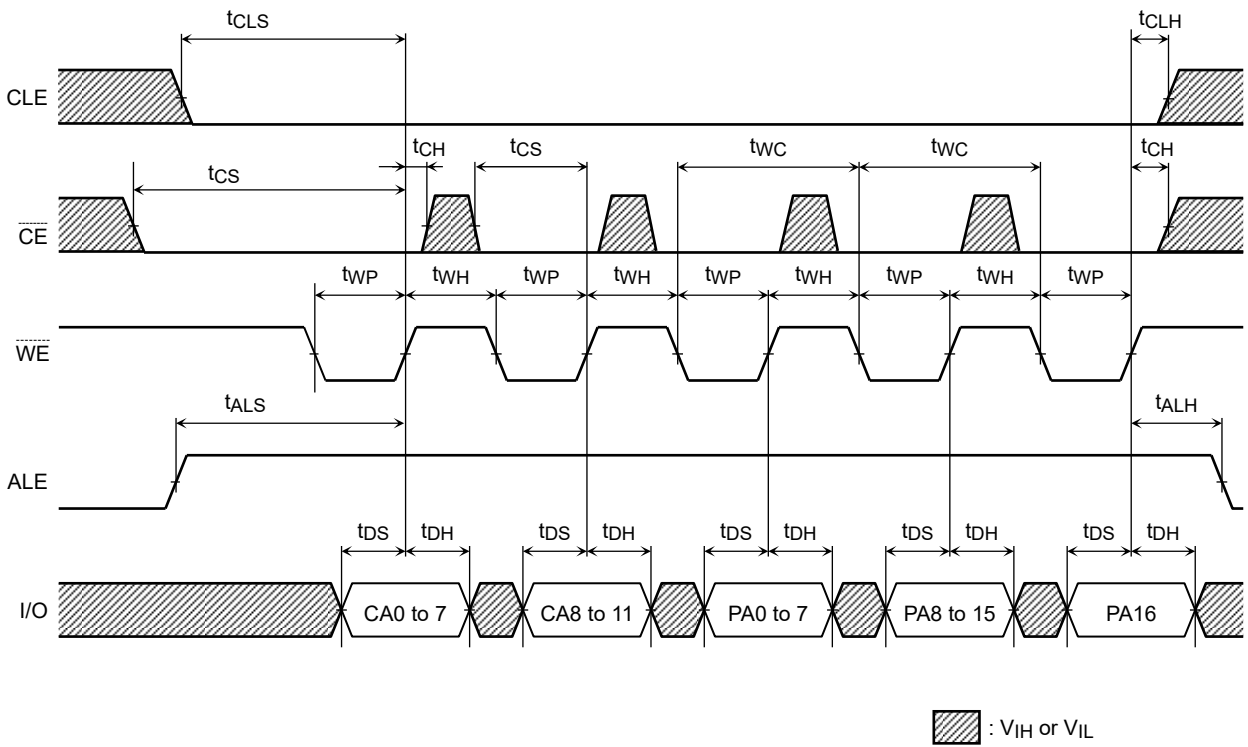 tCLS
tCLH
CLE
tCH
tCS
tWC
tWC
tCH
tCS
CE
tWP
tWH
tWP
tWH
tWP
tWH
tWP
tWH
tWP
WE
tALS
tALH
ALE
tDS
tDH
tDS
tDH
tDS
tDH
tDS
tDH
tDS
tDH
I/O
CA0 to 7
CA8 to 11
PA0 to 7
PA8 to 15
PA16
: VIH or VIL